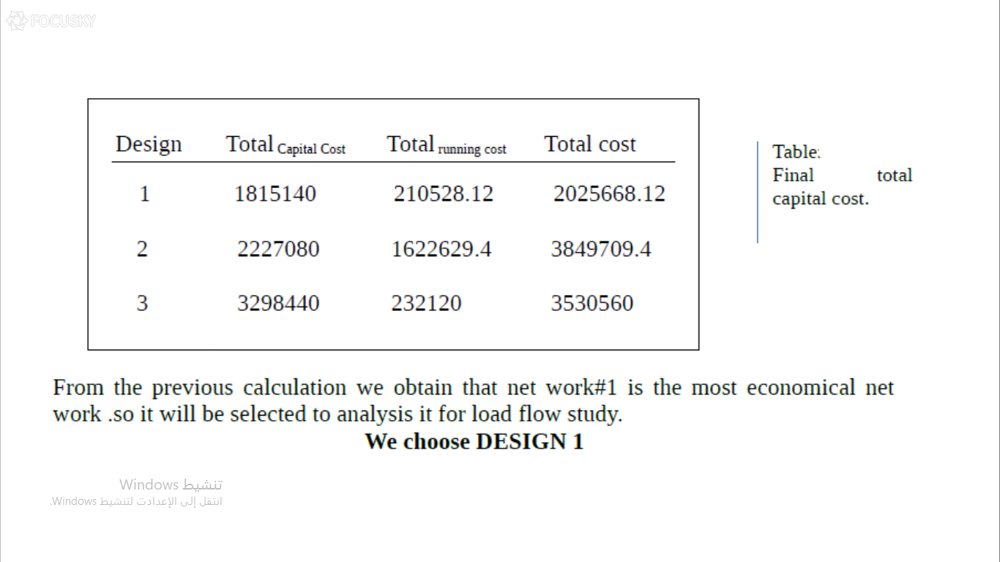 FOCUSKY
Design Total Capital Cost Total running cost Total cost
1 1815140 210528.12 2025668.12
2 2227080 1622629.4 3849709.4
3 3298440 232120 3530560
Table:
Final total
capital cost.
From the previous calculation we obtain that net work#1 is the most economical net
work .so it will be selected to analysis it for load flow study.
We choose DESIGN 1
تنشيط Windows
انتقل إلى الإعدادت لتنشيط Windows.